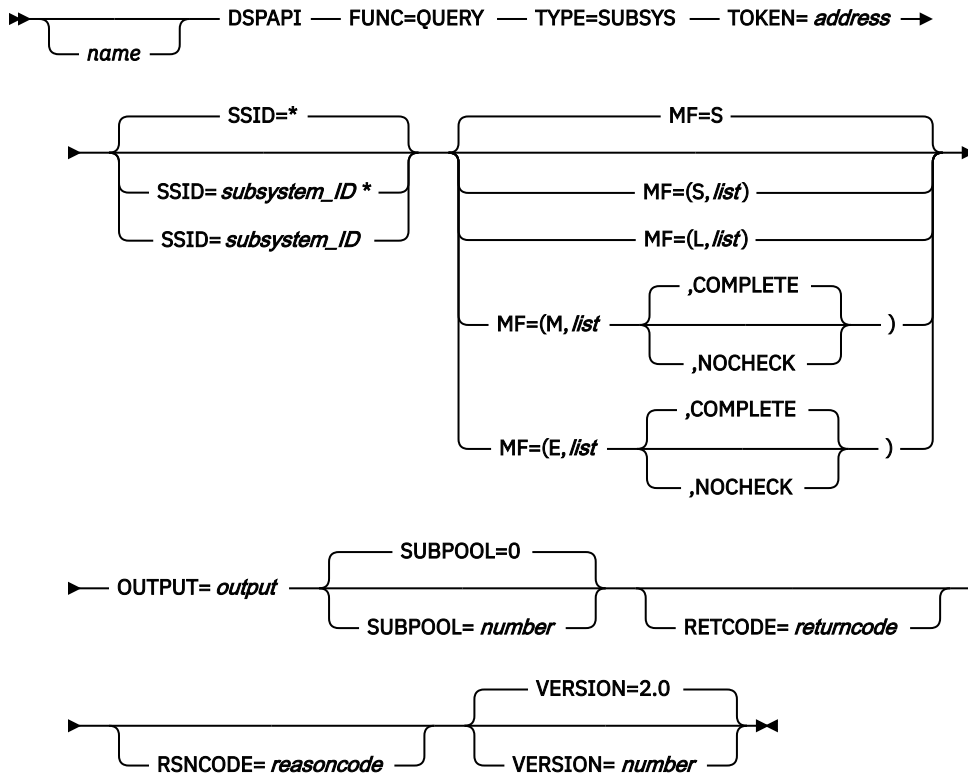 DSPAPI FUNC=QUERY TYPE=SUBSYS TOKEN= address
name
SSID=*
SSID= subsystem_ID *
SSID= subsystem_ID
MF=S
MF=(S,list)
MF=(L,list)
,COMPLETE
MF=(M,list )
,NOCHECK
,COMPLETE
MF=(E,list )
,NOCHECK
SUBPOOL=0
OUTPUT= output
SUBPOOL= number
RETCODE= returncode
VERSION=2.0
RSNCODE= reasoncode
VERSION= number